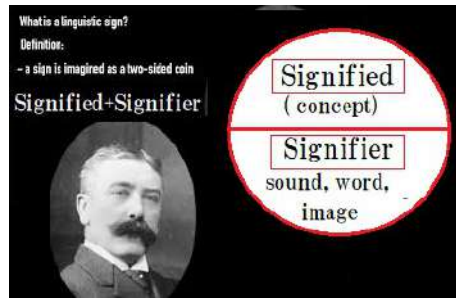 What is a linguistic sign?
Definition:
– a sign is imagired as a two-sided coin
Signified+Signifier
Signified
( concept)
Signifier
sound, word,
image